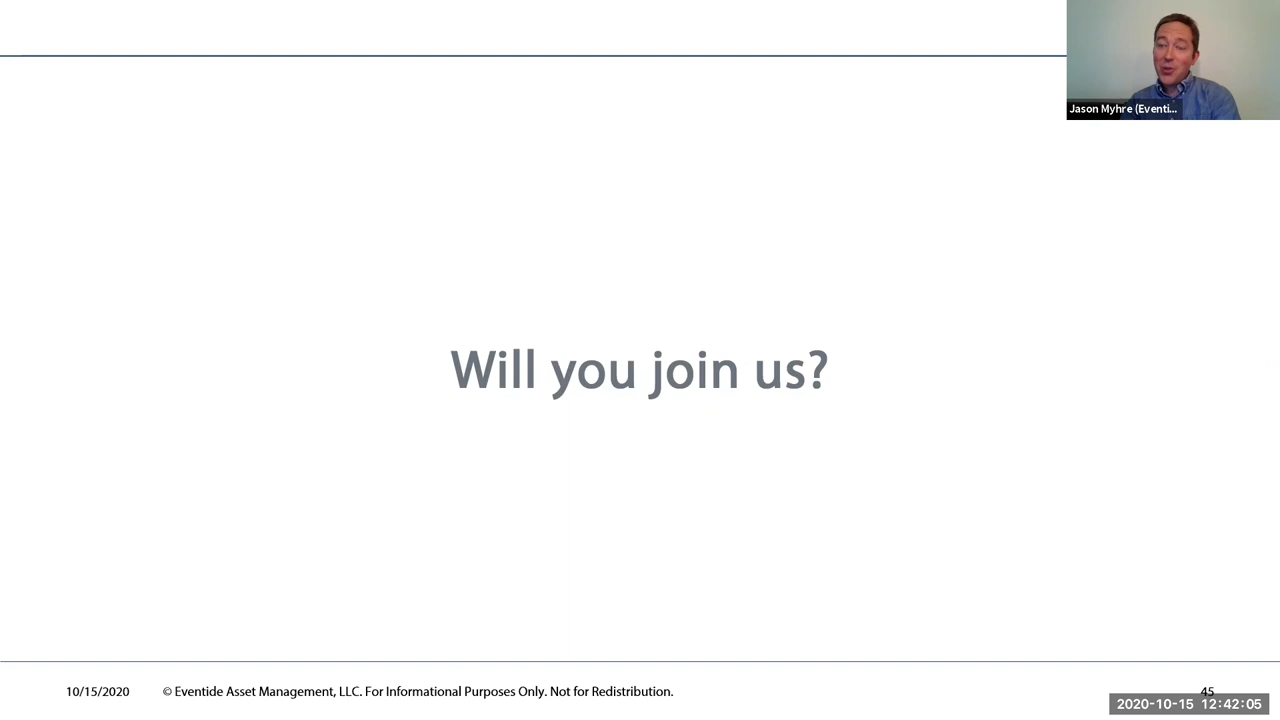 Jason Myhre (Eventi...
Will you join us?
10/15/2020 © Eventide Asset Management, LLC. For Informational Purposes Only. Not for Redistribution. 45
2020-10-15 12:42:05